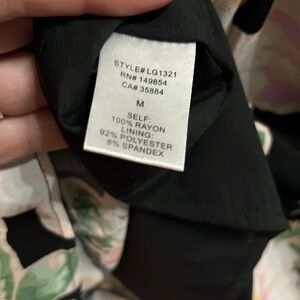 STYLE# LG1321
RN# 149854
CA# 35884
M
SELF:
100% RAYON
LINING:
92% POLYESTER
8% SPANDEX